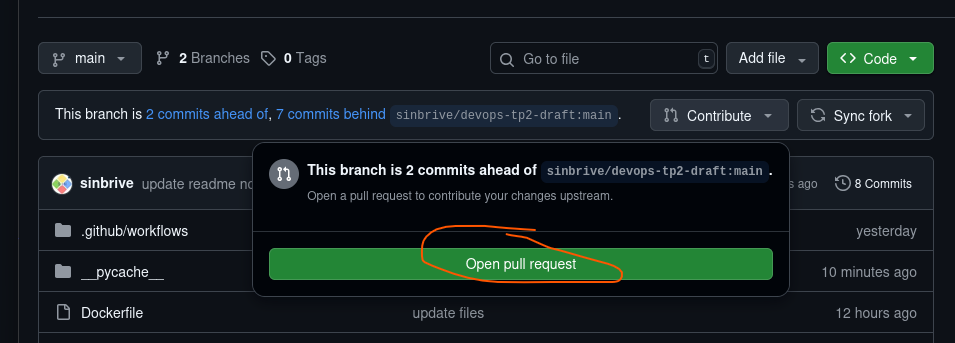 main 2 Branches 0 Tags Go to file t Add file Code
This branch is 2 commits ahead of, 7 commits behind sinbrive/devops-tp2-draft:main.
Contribute Sync fork
This branch is 2 commits ahead of sinbrive/devops-tp2-draft:main.
Open a pull request to contribute your changes upstream.
Open pull request
sinbrive update readme s ago 8 Commits
.github/workflows yesterday
__pycache__ 10 minutes ago
Dockerfile update files 12 hours ago